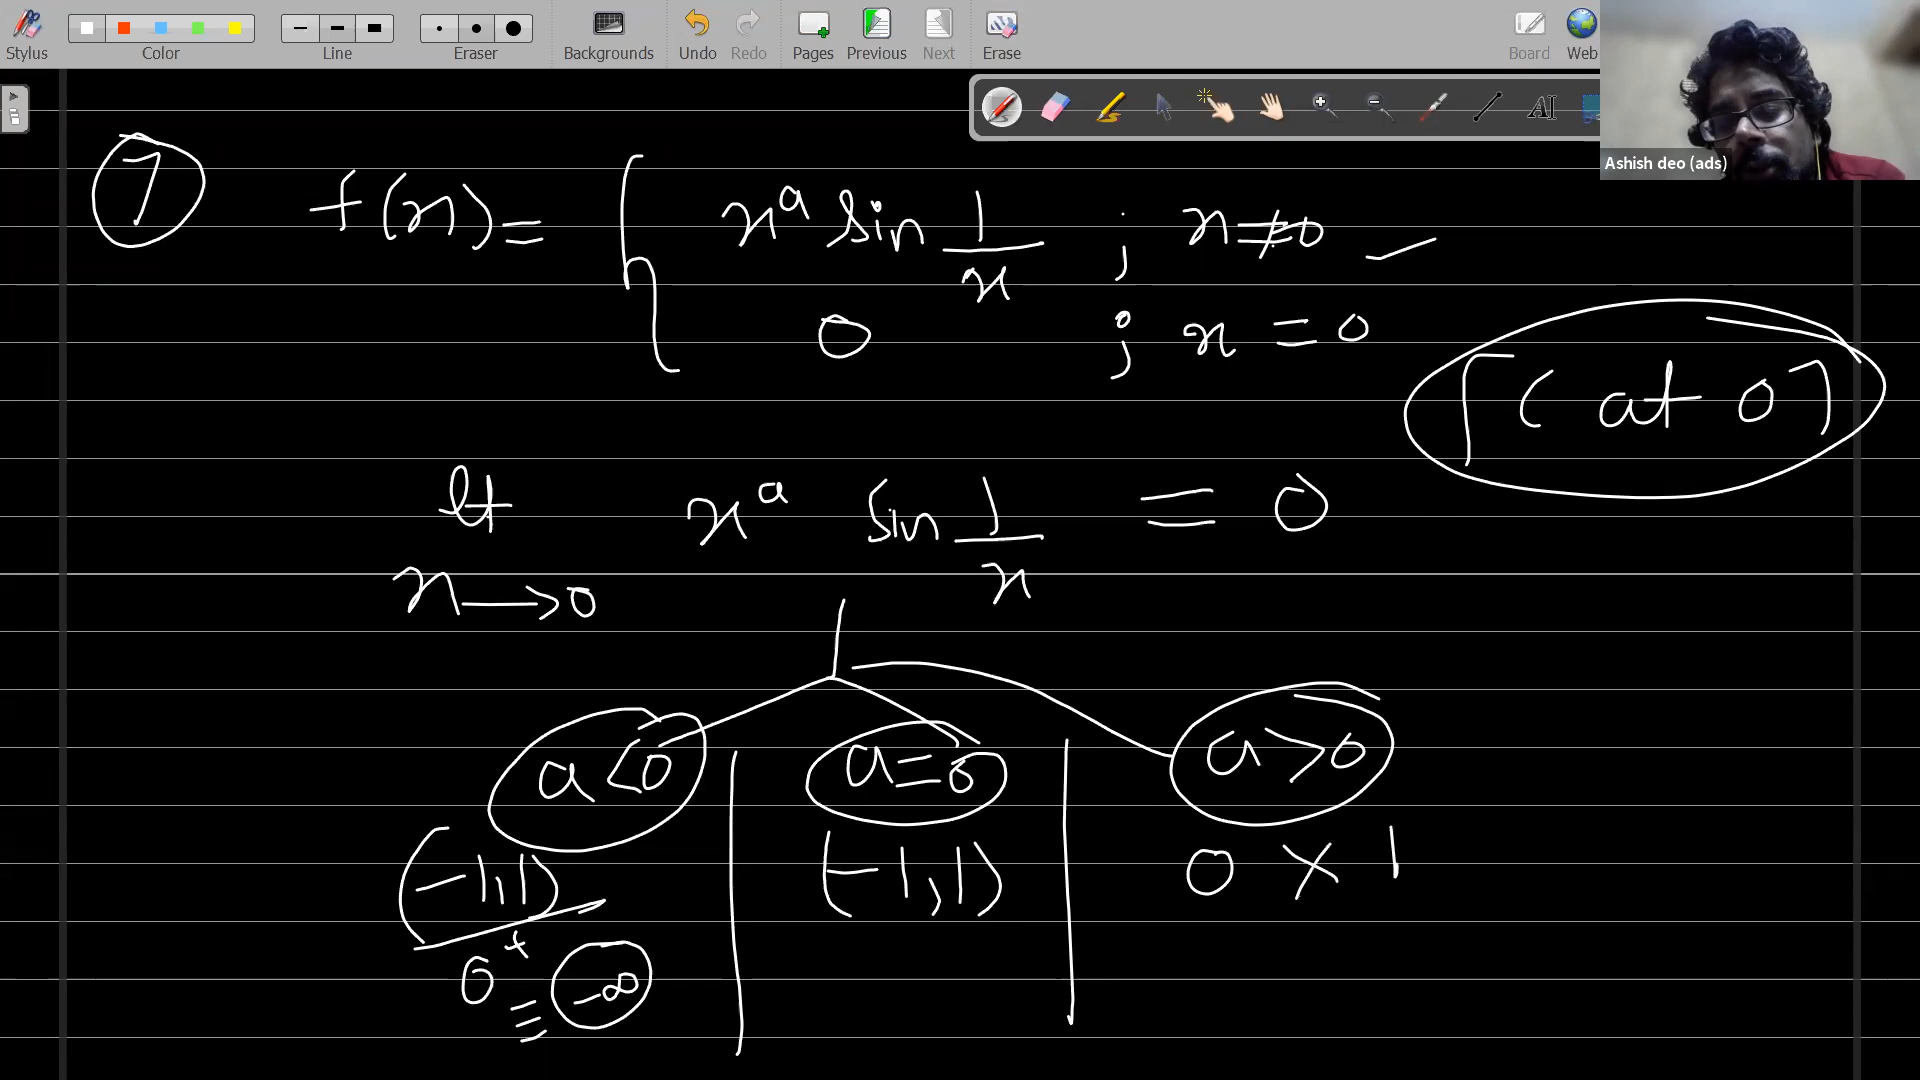 Stylus Color Line Eraser Backgrounds Undo Redo Pages Previous Next Erase Board Web
Ashish deo (ads)
7 f(x) = { x^a sin 1/x ; x ≠ 0
0 ; x = 0
(at 0)
lt x→0 x^a sin 1/x = 0
a<0 a=0 a>0
(-1,1)/0+ = -∞ (-1,1) 0 × 1